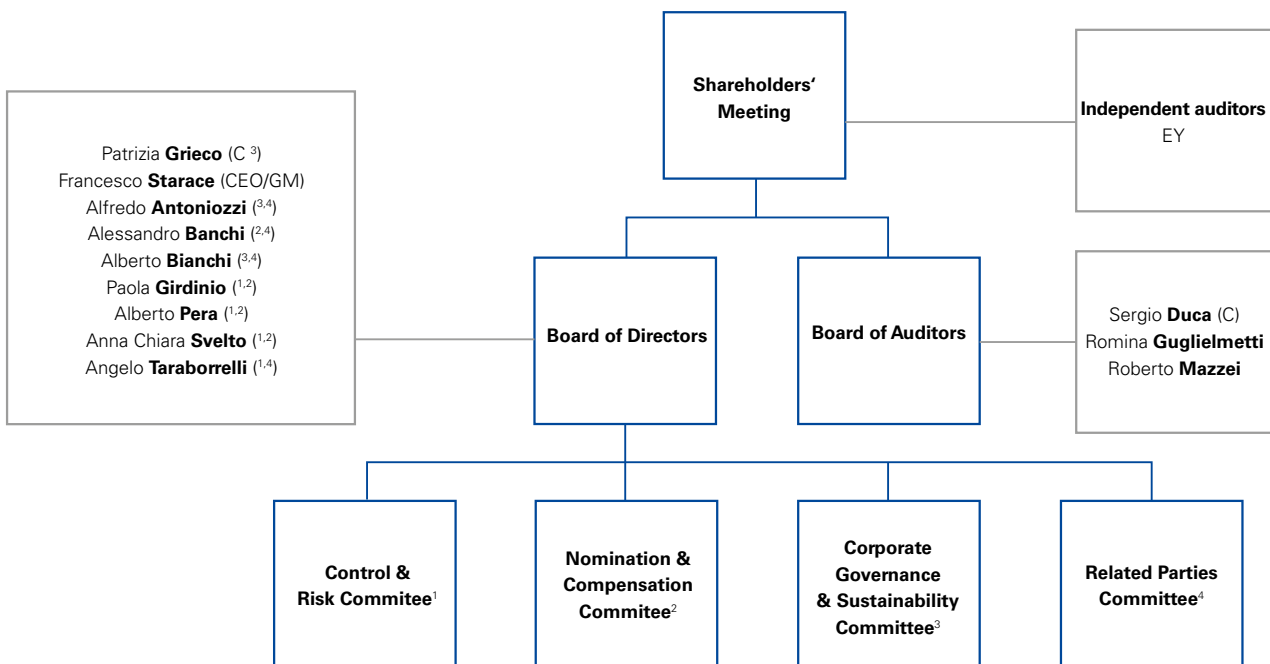 Shareholders‘
Meeting
Independent auditors
EY
Patrizia Grieco (C ³)
Francesco Starace (CEO/GM)
Alfredo Antoniozzi (³,⁴)
Alessandro Banchi (²,⁴)
Alberto Bianchi (³,⁴)
Paola Girdinio (¹,²)
Alberto Pera (¹,²)
Anna Chiara Svelto (¹,²)
Angelo Taraborrelli (¹,⁴)
Board of Directors
Board of Auditors
Sergio Duca (C)
Romina Guglielmetti
Roberto Mazzei
Control &
Risk Commitee¹
Nomination &
Compensation
Commitee²
Corporate
Governance
& Sustainability
Committee³
Related Parties
Committee⁴